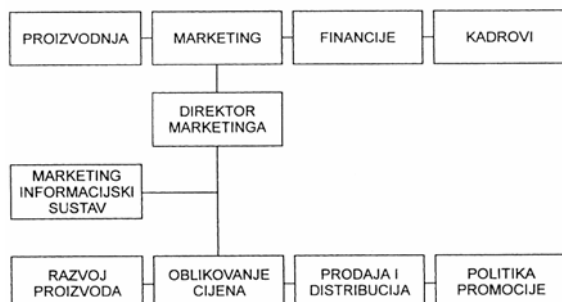 PROIZVODNJA
MARKETING
FINANCIJE
KADROVI
DIREKTOR
MARKETINGA
MARKETING
INFORMACIJSKI
SUSTAV
RAZVOJ
PROIZVODA
OBLIKOVANJE
CIJENA
PRODAJA I
DISTRIBUCIJA
POLITIKA
PROMOCIJE